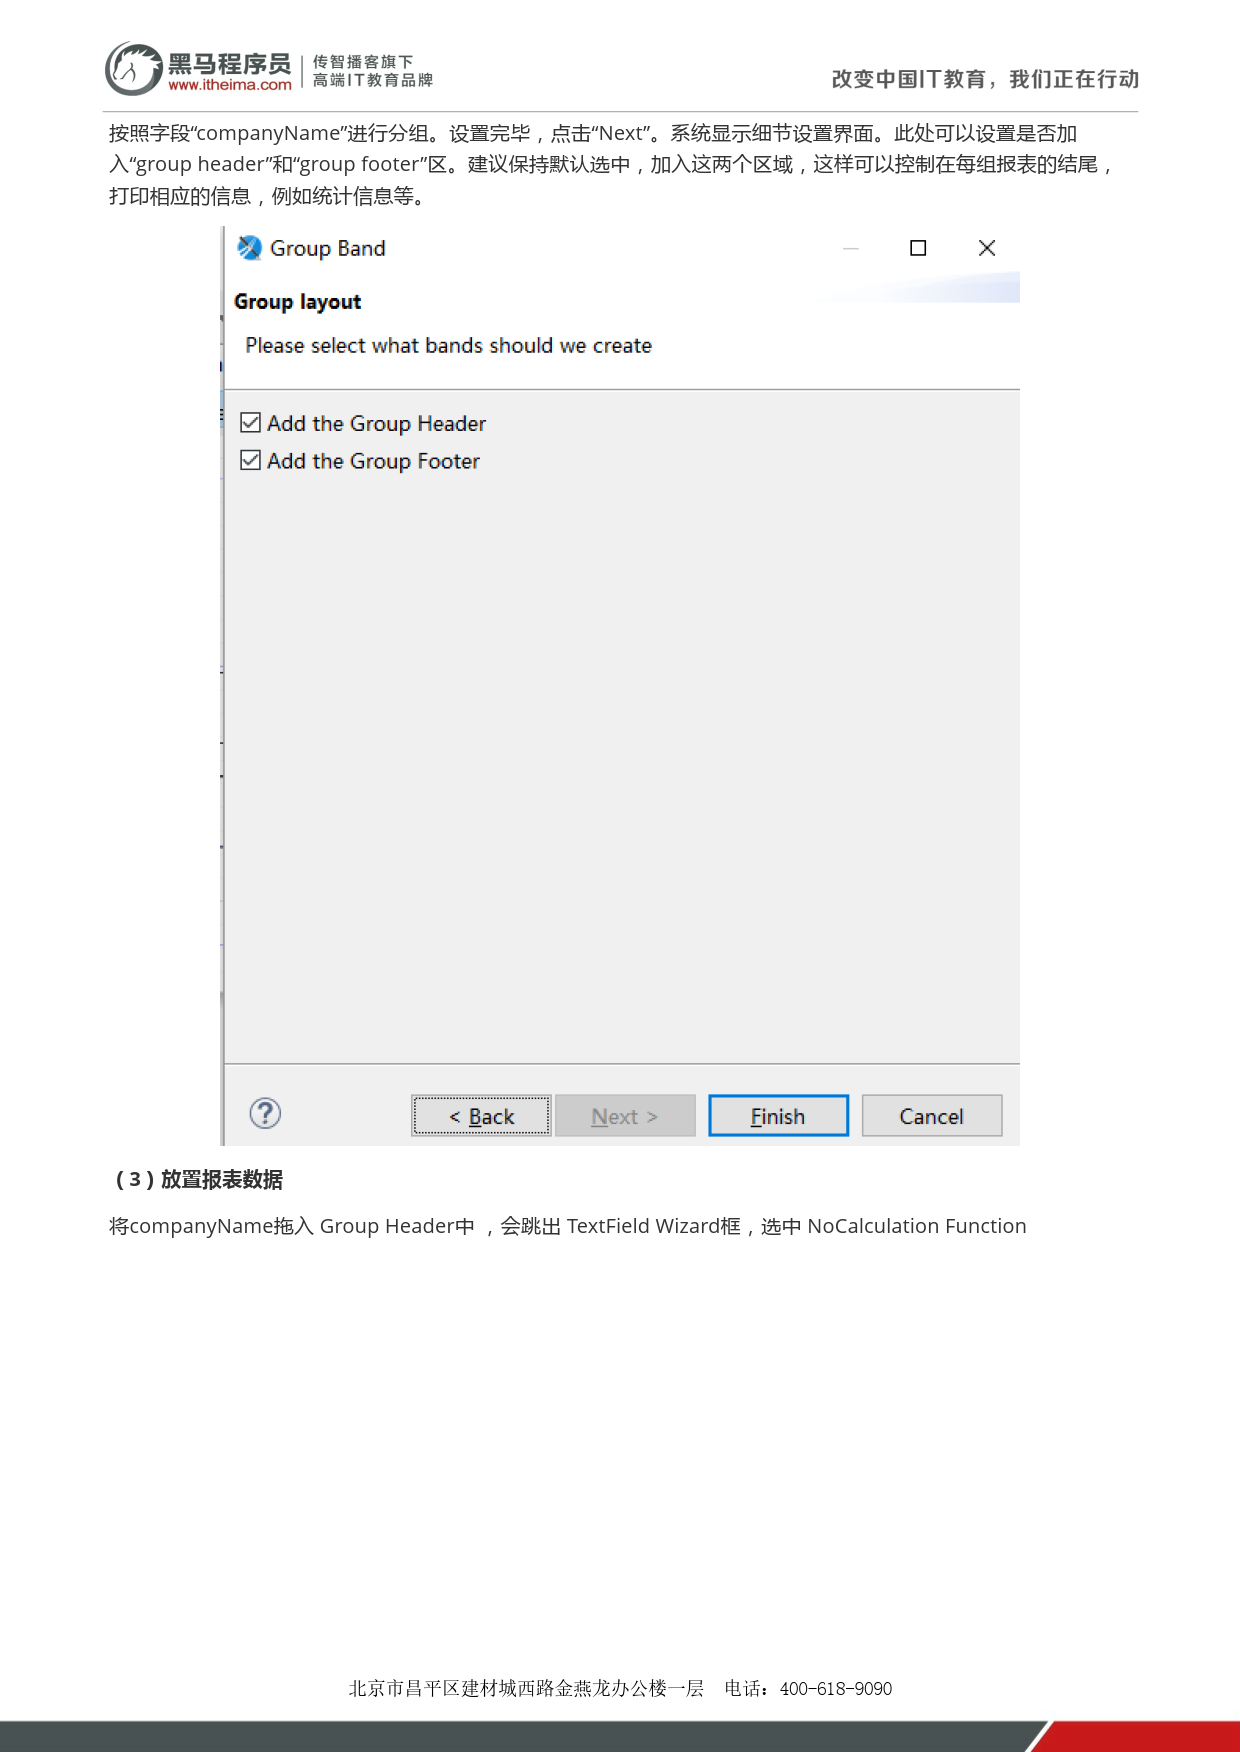 黑马程序员
www.itheima.com
传智播客旗下
高端IT教育品牌
改变中国IT教育，我们正在行动
按照字段“companyName”进行分组。设置完毕，点击“Next”。系统显示细节设置界面。此处可以设置是否加
入“group header”和“group footer”区。建议保持默认选中，加入这两个区域，这样可以控制在每组报表的结尾，
打印相应的信息，例如统计信息等。
Group Band
Group layout
Please select what bands should we create
Add the Group Header
Add the Group Footer
< Back
Next >
Finish
Cancel
（3）放置报表数据
将companyName拖入 Group Header中 ，会跳出 TextField Wizard框，选中 NoCalculation Function
北京市昌平区建材城西路金燕龙办公楼一层 电话：400-618-9090